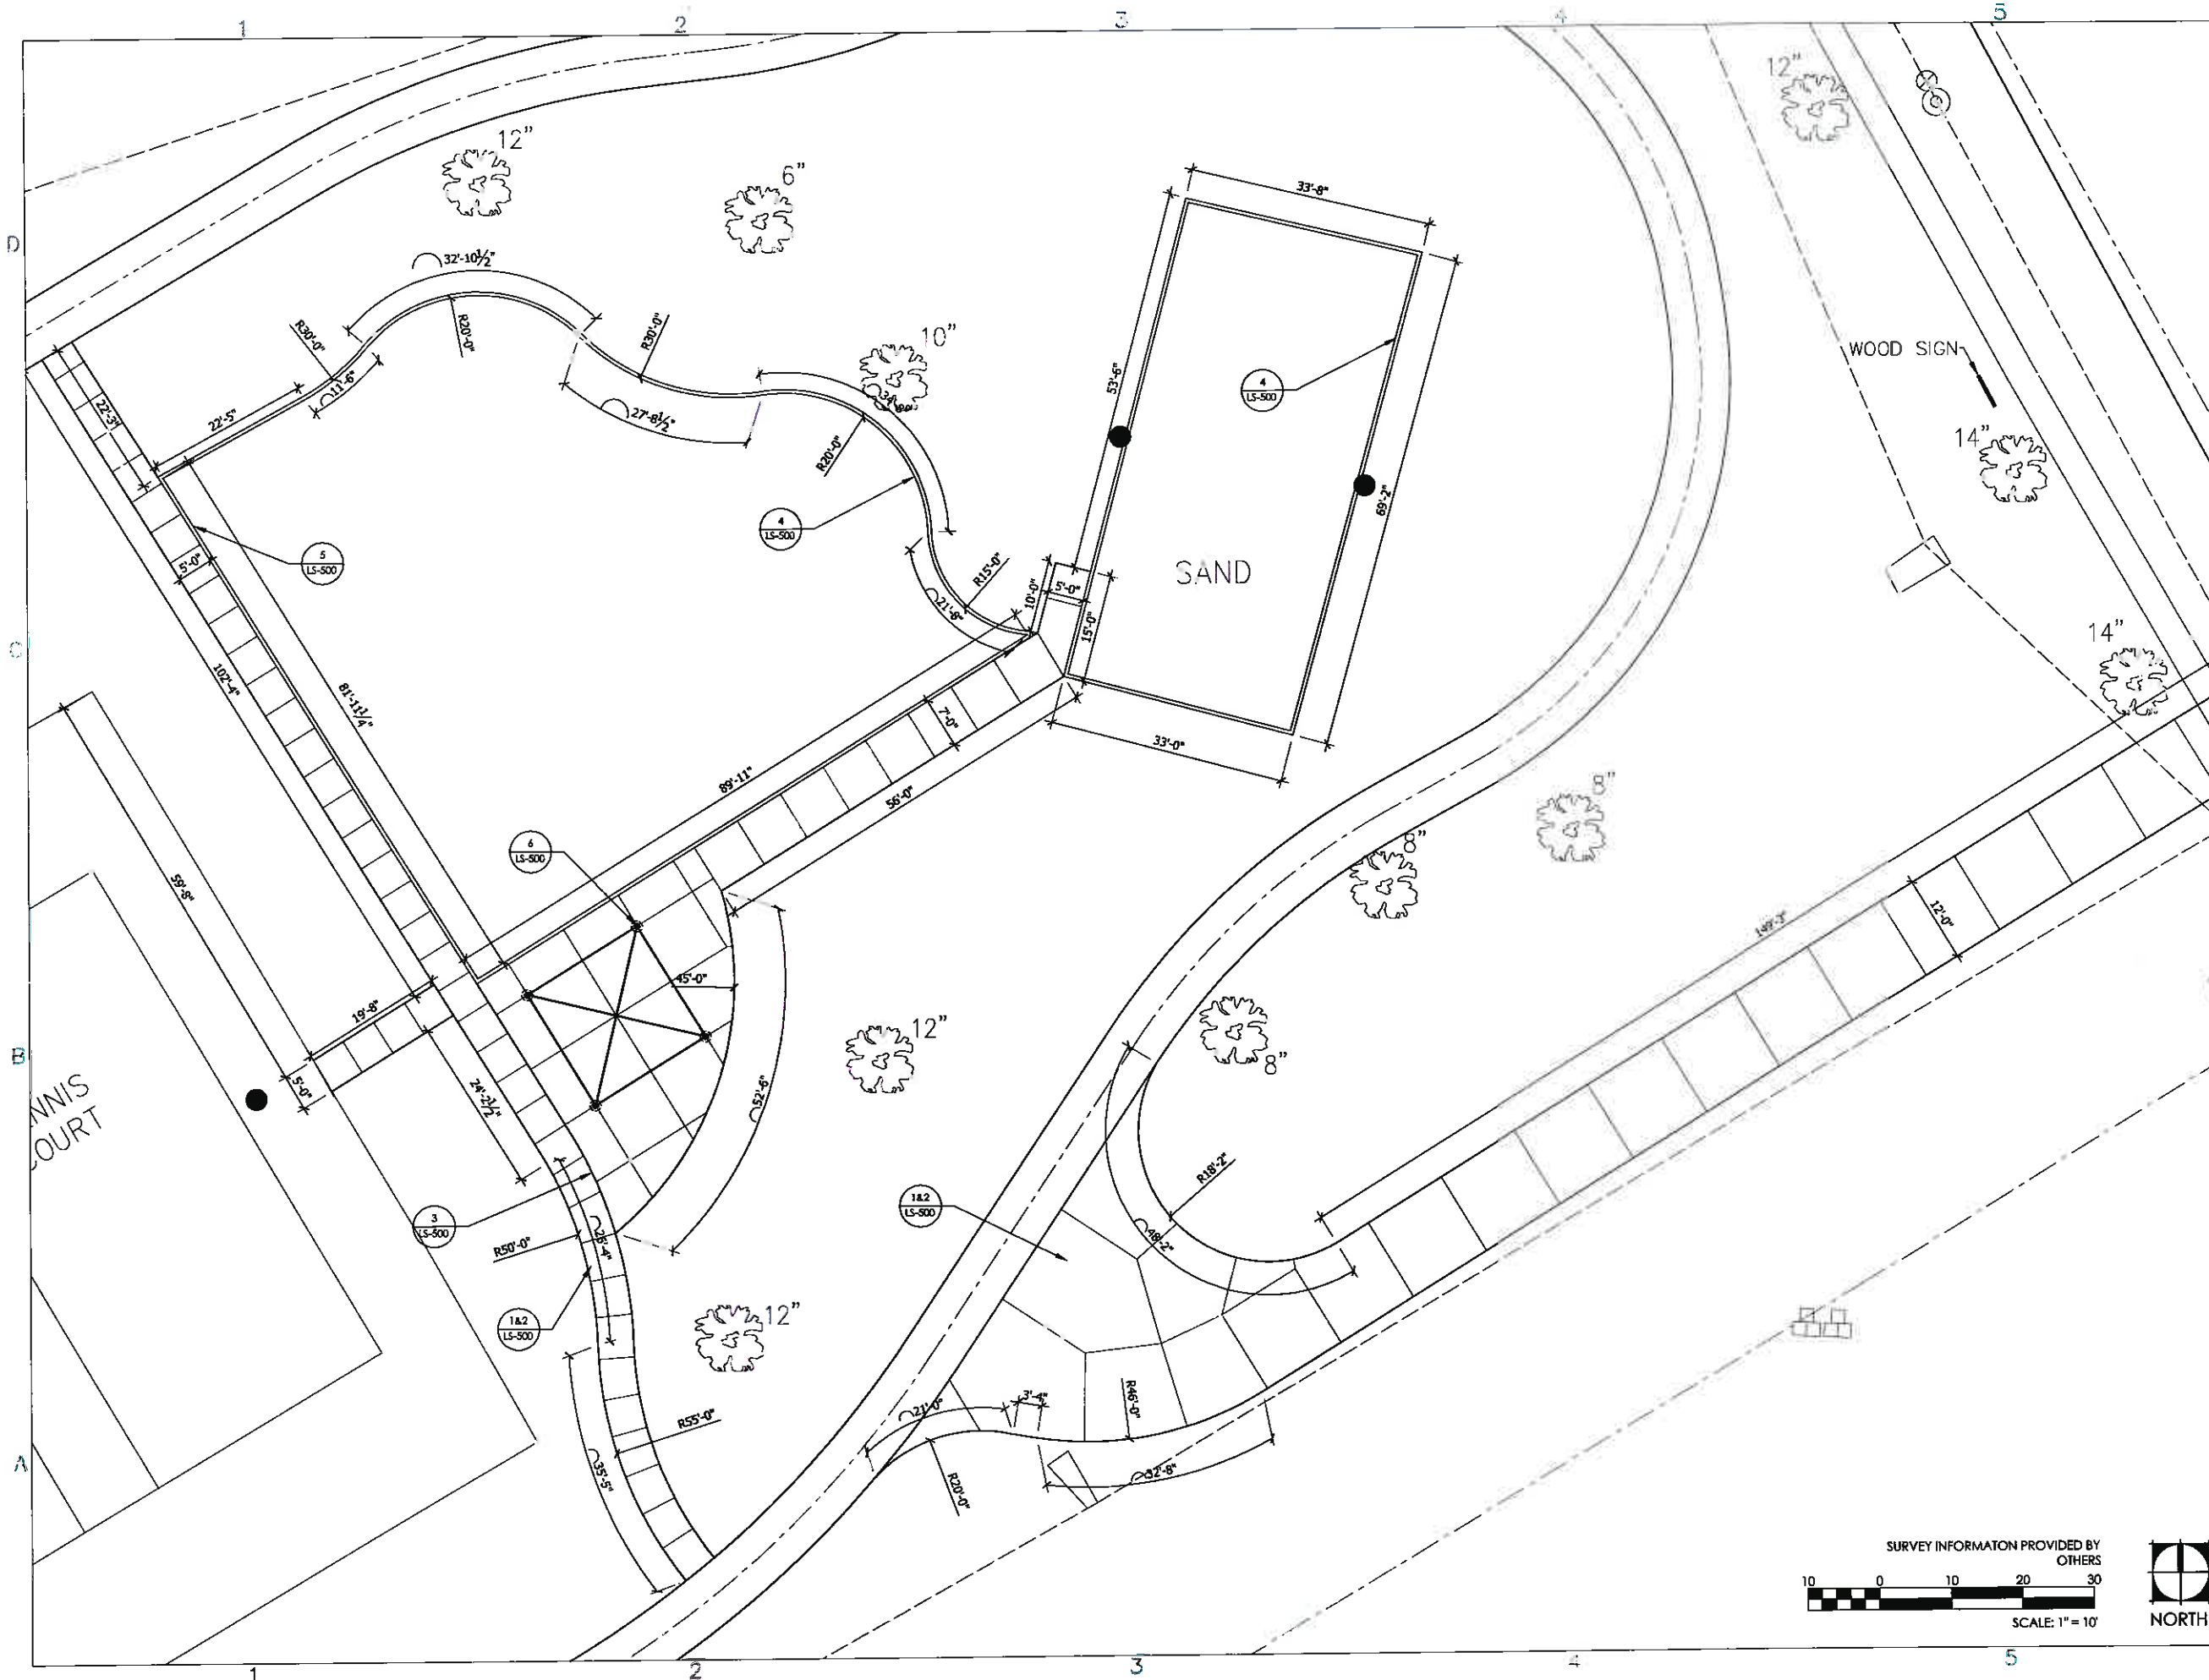 1
2
3
4
5
12"
12"
6"
33'-8"
D
32'-10½"
R30'-0"
R20'-0"
R30'-0"
10"
WOOD SIGN
11'-6"
53'-6"
4
LS-500
22'-3"
22'-5"
27'-8½"
R20'-0"
14"
69'-2"
4
LS-500
5
LS-500
5'-0"
SAND
R15'-0"
10'-0"
5'-0"
21'-8"
15'-0"
14"
C
102'-4"
81'-11¼"
7'-0"
33'-0"
89'-11"
56'-0"
8"
8"
6
LS-500
59'-8"
12'-0"
149'-3"
45'-0"
19'-8"
12"
B
5'-0"
24'-2½"
52'-6"
8"
NNIS
OURT
R18'-2"
1&2
LS-500
3
LS-500
R50'-0"
26'-4"
48'-2"
1&2
LS-500
12"
3'-4"
R46'-0"
21'-0"
R55'-0"
A
35'-5"
R20'-0"
32'-8"
SURVEY INFORMATON PROVIDED BY
OTHERS
10 0 10 20 30
SCALE: 1" = 10'
NORTH
1
2
3
4
5